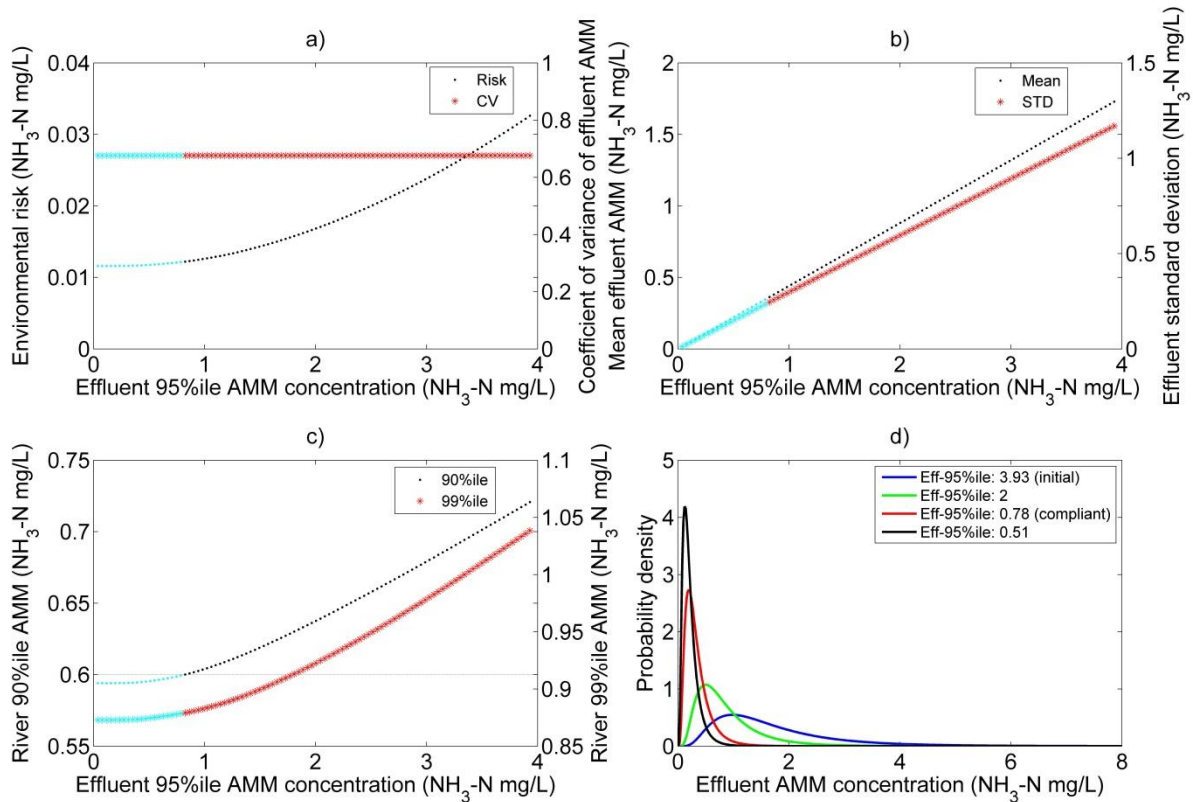 a)
Environmental risk (NH3-N mg/L)
0.04
0.03
0.02
0.01
0
Risk
CV
1
0.8
0.6
0.4
0.2
0
Coefficient of variance of effluent AMM
0 1 2 3 4
Effluent 95%ile AMM concentration (NH3-N mg/L)
b)
Mean effluent AMM (NH3-N mg/L)
2
1.5
1
0.5
0
Mean
STD
1.5
1
0.5
0
Effluent standard deviation (NH3-N mg/L)
0 1 2 3 4
Effluent 95%ile AMM concentration (NH3-N mg/L)
c)
River 90%ile AMM (NH3-N mg/L)
0.75
0.7
0.65
0.6
0.55
90%ile
99%ile
1.1
1.05
1
0.95
0.9
0.85
River 99%ile AMM (NH3-N mg/L)
0 1 2 3 4
Effluent 95%ile AMM concentration (NH3-N mg/L)
d)
Probability density
5
4
3
2
1
0
Eff-95%ile: 3.93 (initial)
Eff-95%ile: 2
Eff-95%ile: 0.78 (compliant)
Eff-95%ile: 0.51
0 2 4 6 8
Effluent AMM concentration (NH3-N mg/L)